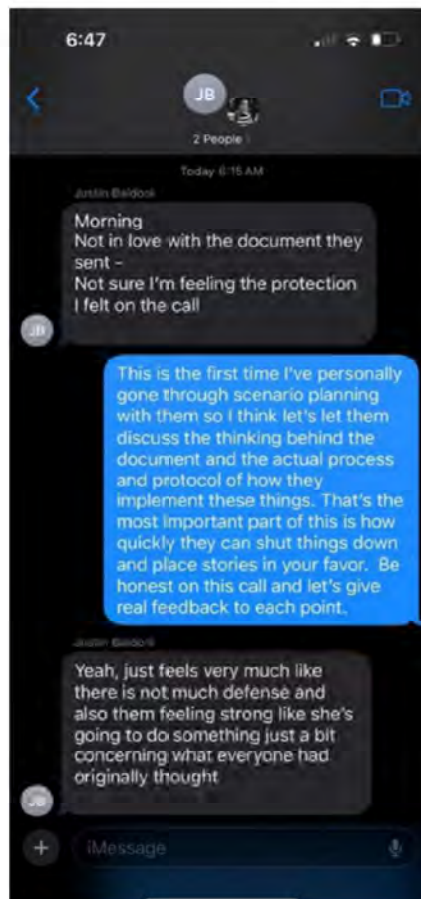 6:47
JB
2 People
Today 6:15 AM
Justin Baldoni
Morning
Not in love with the document they
sent -
Not sure I'm feeling the protection
I felt on the call
JB
This is the first time I've personally
gone through scenario planning
with them so I think let's let them
discuss the thinking behind the
document and the actual process
and protocol of how they
implement these things. That's the
most important part of this is how
quickly they can shut things down
and place stories in your favor.  Be
honest on this call and let's give
real feedback to each point.
Justin Baldoni
Yeah, just feels very much like
there is not much defense and
also them feeling strong like she's
going to do something just a bit
concerning what everyone had
originally thought
JB
iMessage